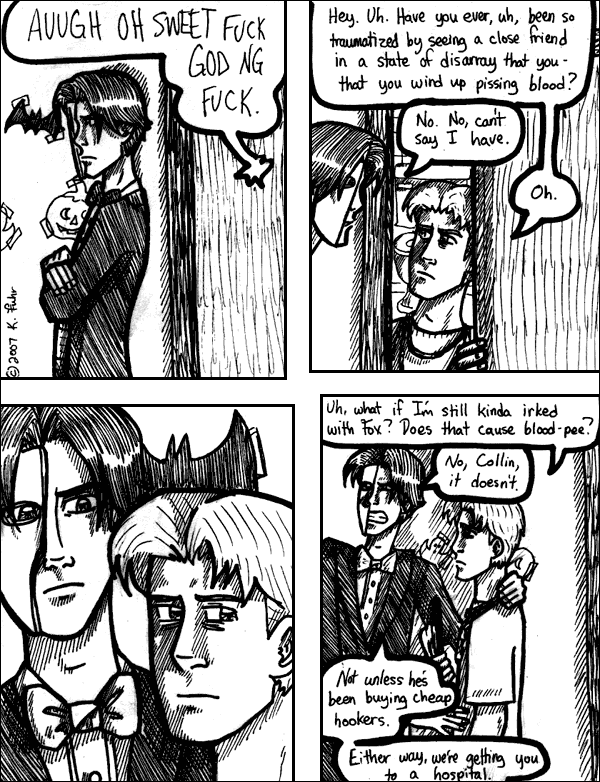 AUUGH OH SWEET FUCK
GOD NG
FUCK.
© 2007 K. Fluhr
Hey. Uh. Have you ever, uh, been so
traumatized by seeing a close friend
in a state of disarray that you-
that you wind up pissing blood?
No. No, can't
say I have.
Oh.
Uh, what if I'm still kinda irked
with Fox? Does that cause blood-pee?
No, Collin,
it doesn't.
Not unless he's
been buying cheap
hookers.
Either way, we're getting you
to a hospital.